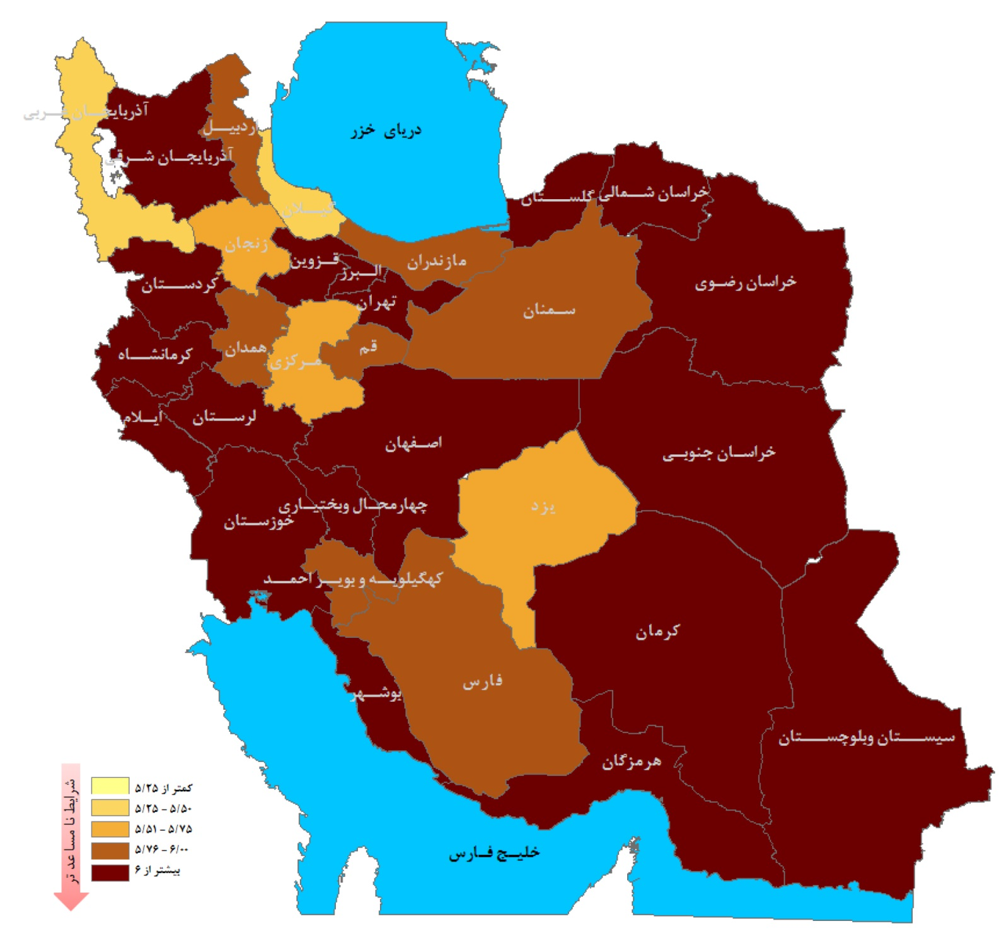 آذربایجان غربی
اردبیل
دریای خزر
آذربایجان شرقی
خراسان شمالی
گلستان
گیلان
زنجان
قزوین
مازندران
البرز
کردستان
خراسان رضوی
تهران
سمنان
همدان
قم
کرمانشاه
مرکزی
ایلام
لرستان
اصفهان
خراسان جنوبی
چهارمحال وبختیاری
یزد
خوزستان
کهگیلویه و بویر احمد
کرمان
فارس
بوشهر
سیستان وبلوچستان
هرمزگان
خلیج فارس
شرایط نا مساعد تر
کمتر از ۵/۲۵
۵/۲۵ - ۵/۵۰
۵/۵۱ - ۵/۷۵
۵/۷۶ - ۶/۰۰
بیشتر از ۶